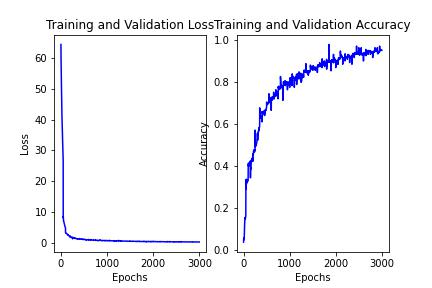 Training and Validation Loss
60
50
40
30
20
10
0
Loss
0 1000 2000 3000
Epochs
Training and Validation Accuracy
1.0
0.8
0.6
0.4
0.2
0.0
Accuracy
0 1000 2000 3000
Epochs